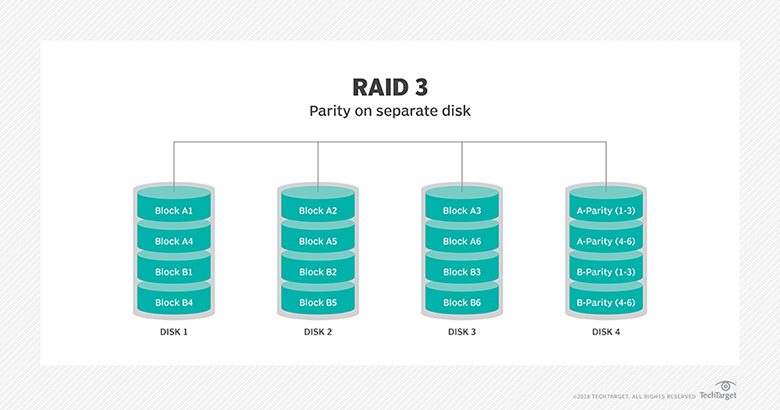 RAID 3
Parity on separate disk
Block A1
Block A4
Block B1
Block B4
DISK 1
Block A2
Block A5
Block B2
Block B5
DISK 2
Block A3
Block A6
Block B3
Block B6
DISK 3
A-Parity (1-3)
A-Parity (4-6)
B-Parity (1-3)
B-Parity (4-6)
DISK 4
©2018 TECHTARGET. ALL RIGHTS RESERVED TechTarget